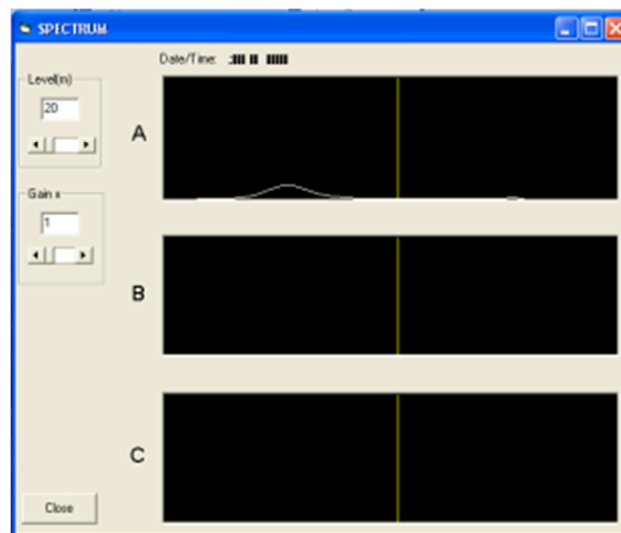 SPECTRUM
Date/Time:
Level(m)
20
A
Gain x
1
B
C
Close